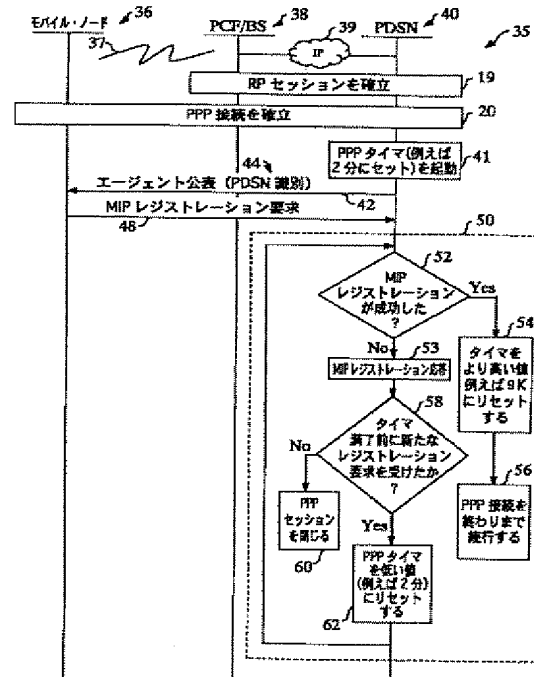 モバイル・ノード
36
PCF/BS
38
PDSN
40
37
39
IP
35
RP セッションを確立
19
PPP 接続を確立
20
PPP タイマ(例えば
2分にセット)を起動
41
44
エージェント公表 (PDSN 識別)
42
MIP レジストレーション要求
48
50
52
MIP
レジストレーション
が成功した
?
Yes
No
53
MIPレジストレーション応答
54
タイマを
より高い値
例えば9K
にリセット
する
56
PPP 接続を
終わりまで
続行する
58
タイマ
満了前に新たな
レジストレーション
要求を受けたか
?
No
PPP
セッション
を閉じる
60
Yes
PPP タイマ
を低い値
(例えば2分)
にリセット
する
62